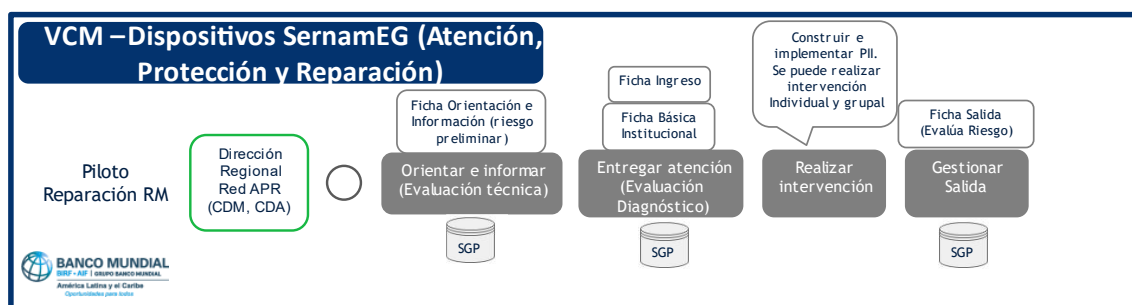 VCM –Dispositivos SernamEG (Atención,
Protección y Reparación)
Construir e
implementar PII.
Se puede realizar
intervención
Individual y grupal
Ficha Ingreso
Ficha Orientación e
Información (riesgo
preliminar)
Ficha Básica
Institucional
Ficha Salida
(Evalúa Riesgo)
Piloto
Reparación RM
Dirección
Regional
Red APR
(CDM, CDA)
Orientar e informar
(Evaluación técnica)
Entregar atención
(Evaluación
Diagnóstico)
Realizar
intervención
Gestionar
Salida
SGP
SGP
SGP
BANCO MUNDIAL
BIRF • AIF | GRUPO BANCO MUNDIAL
América Latina y el Caribe
Oportunidades para todos